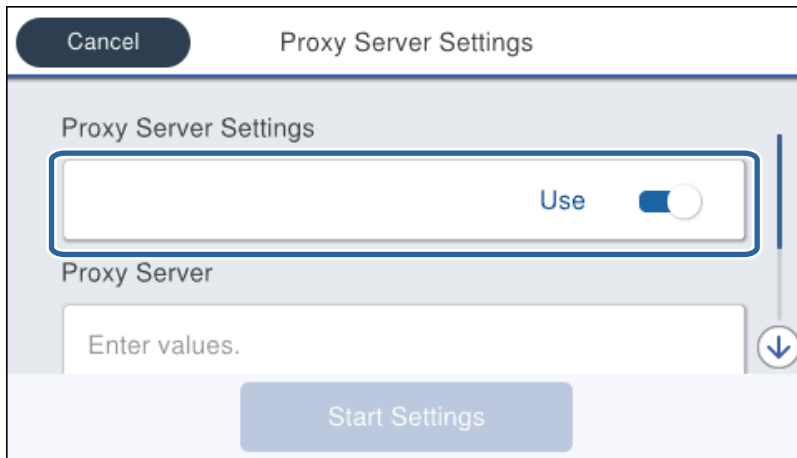 Cancel
Proxy Server Settings
Proxy Server Settings
Use
Proxy Server
Enter values.
Start Settings